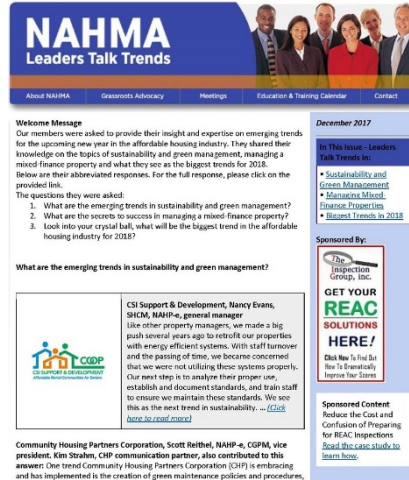 NAHMA
Leaders Talk Trends
About NAHMA
Grassroots Advocacy
Meetings
Education & Training Calendar
Contact
Welcome Message
Our members were asked to provide their insight and expertise on emerging trends
for the upcoming new year in the affordable housing industry. They shared their
knowledge on the topics of sustainability and green management, managing a
mixed-finance property and what they see as the biggest trends for 2018.
Below are their abbreviated responses. For the full response, please click on the
provided link.
The questions they were asked:
1. What are the emerging trends in sustainability and green management?
2. What are the secrets to success in managing a mixed-finance property?
3. Look into your crystal ball, what will be the biggest trend in the affordable
housing industry for 2018?
What are the emerging trends in sustainability and green management?
COOP
CSI SUPPORT & DEVELOPMENT
Affordable Rental Communities for Seniors
CSI Support & Development, Nancy Evans,
SHCM, NAHP-e, general manager
Like other property managers, we made a big
push several years ago to retrofit our properties
with energy efficient systems. With staff turnover
and the passing of time, we became concerned
that we were not utilizing these systems properly.
Our next step is to analyze their proper use,
establish and document standards, and train staff
to ensure we maintain these standards. We see
this as the next trend in sustainability. ... (Click
here to read more)
Community Housing Partners Corporation, Scott Reithel, NAHP-e, CGPM, vice
president. Kim Strahm, CHP communication partner, also contributed to this
answer: One trend Community Housing Partners Corporation (CHP) is embracing
and has implemented is the creation of green maintenance policies and procedures,
December 2017
In This Issue - Leaders
Talk Trends in:
• Sustainability and
Green Management
• Managing Mixed-
Finance Properties
• Biggest Trends in 2018
Sponsored By:
The
Inspection
Group, Inc.
GET YOUR
REAC
SOLUTIONS
HERE!
Click Now To Find Out
How To Dramatically
Improve Your Scores
Sponsored Content
Reduce the Cost and
Confusion of Preparing
for REAC Inspections
Read the case study to
learn how.